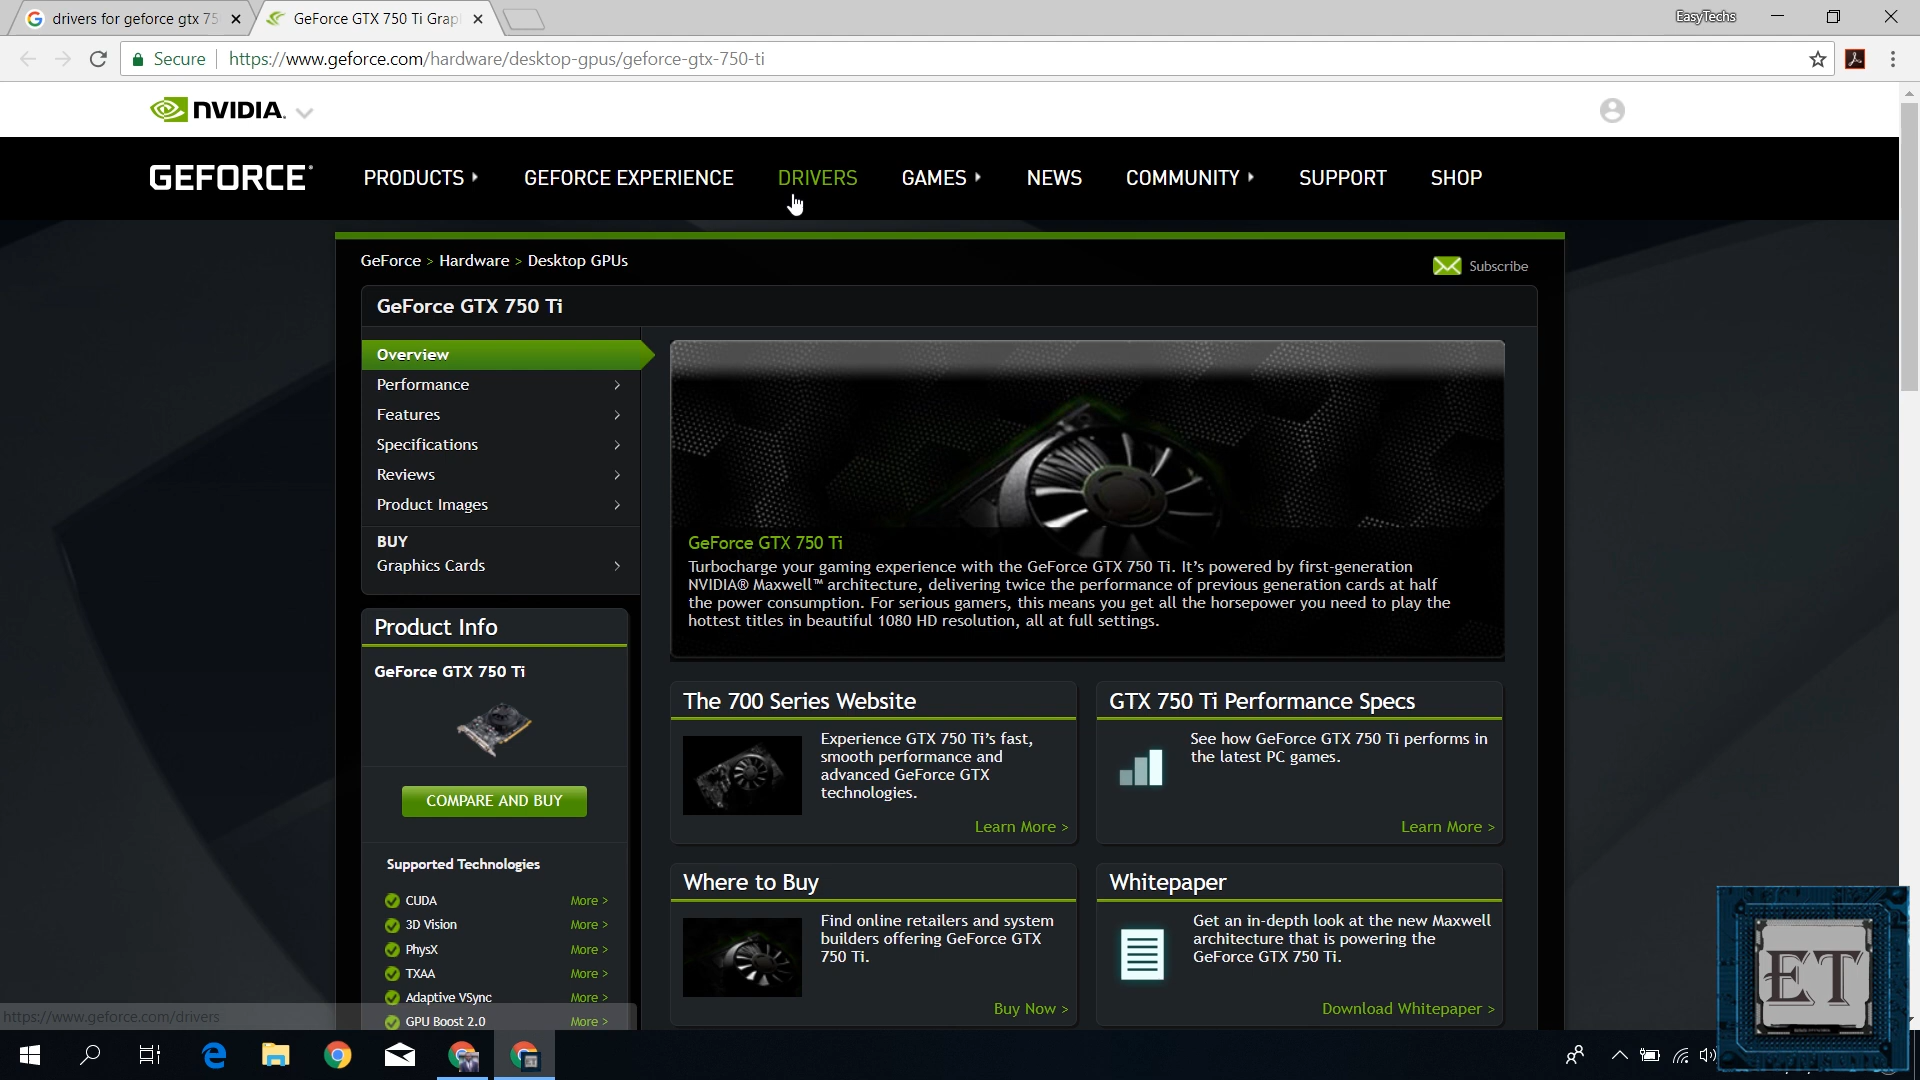 drivers for geforce gtx 75
GeForce GTX 750 Ti Grap
EasyTechs
Secure
https://www.geforce.com/hardware/desktop-gpus/geforce-gtx-750-ti
NVIDIA.
GEFORCE
PRODUCTS
GEFORCE EXPERIENCE
DRIVERS
GAMES
NEWS
COMMUNITY
SUPPORT
SHOP
GeForce > Hardware > Desktop GPUs
Subscribe
GeForce GTX 750 Ti
Overview
Performance
Features
Specifications
Reviews
Product Images
BUY
Graphics Cards
GeForce GTX 750 Ti
Turbocharge your gaming experience with the GeForce GTX 750 Ti. It’s powered by first-generation
NVIDIA® Maxwell™ architecture, delivering twice the performance of previous generation cards at half
the power consumption. For serious gamers, this means you get all the horsepower you need to play the
hottest titles in beautiful 1080 HD resolution, all at full settings.
Product Info
GeForce GTX 750 Ti
COMPARE AND BUY
Supported Technologies
CUDA More >
3D Vision More >
PhysX More >
TXAA More >
Adaptive VSync More >
GPU Boost 2.0 More >
The 700 Series Website
Experience GTX 750 Ti’s fast,
smooth performance and
advanced GeForce GTX
technologies.
Learn More >
GTX 750 Ti Performance Specs
See how GeForce GTX 750 Ti performs in
the latest PC games.
Learn More >
Where to Buy
Find online retailers and system
builders offering GeForce GTX
750 Ti.
Buy Now >
Whitepaper
Get an in-depth look at the new Maxwell
architecture that is powering the
GeForce GTX 750 Ti.
Download Whitepaper >
https://www.geforce.com/drivers
ET